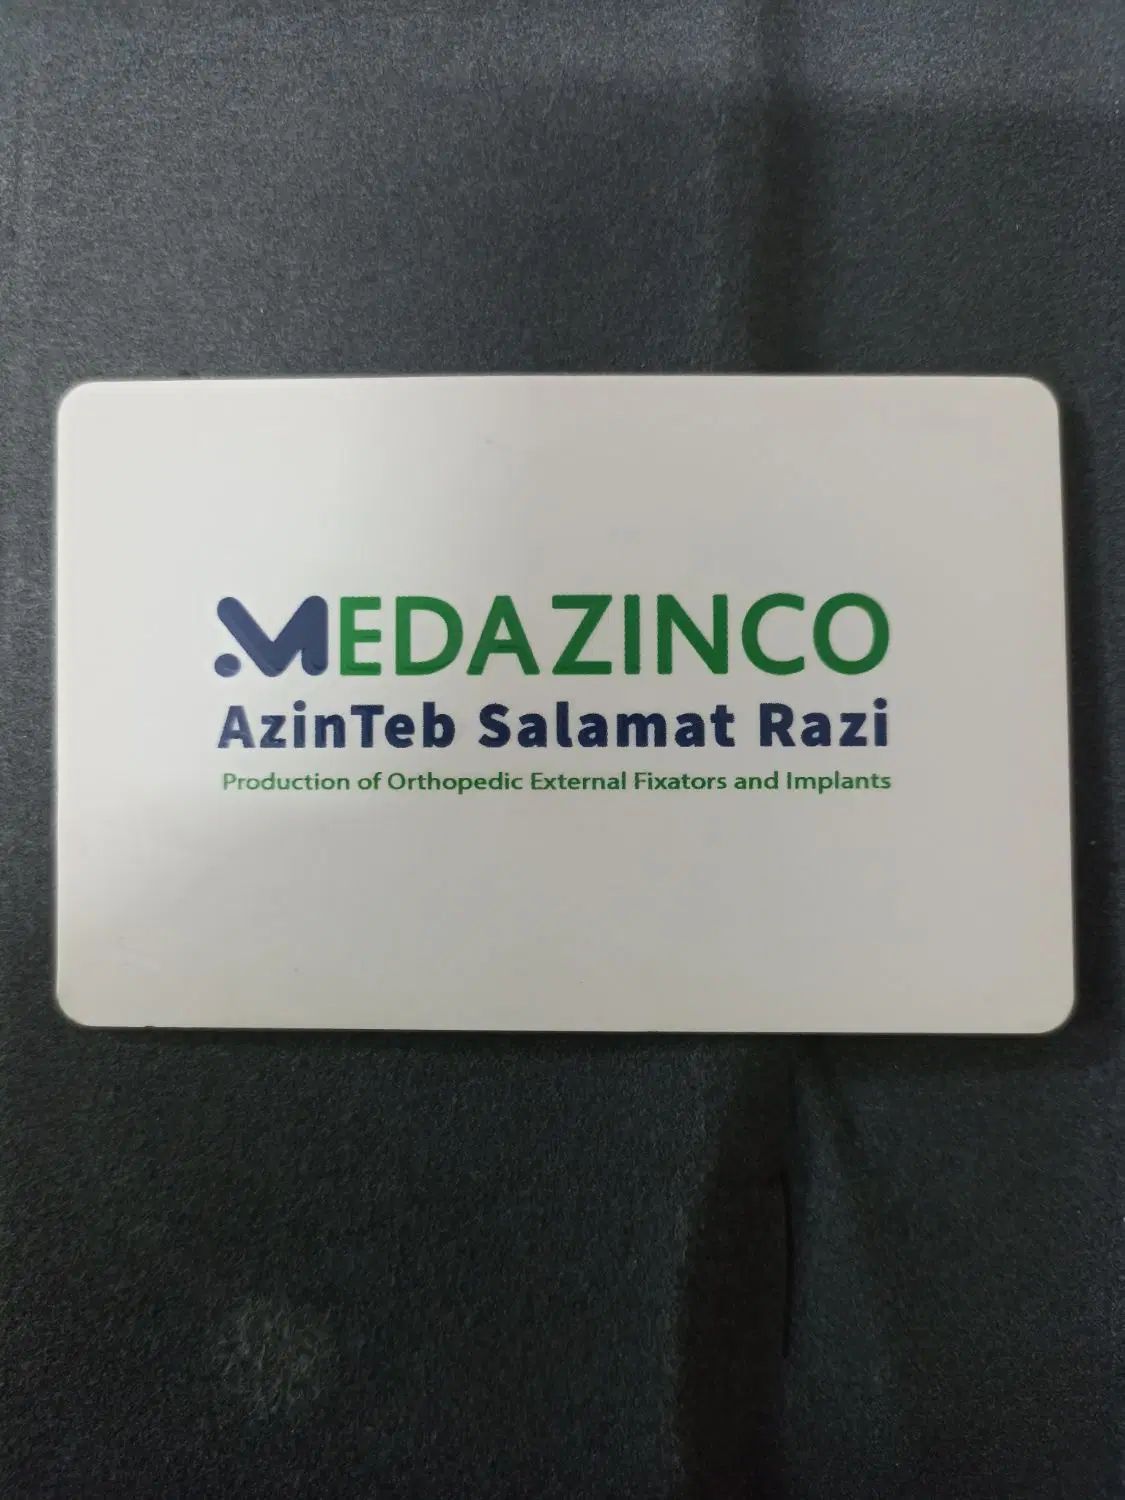 MEDAZINCO
AzinTeb Salamat Razi
Production of Orthopedic External Fixators and Implants